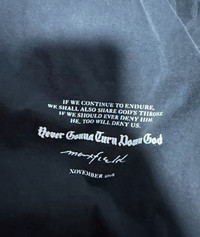 IF WE CONTINUE TO ENDURE,
WE SHALL ALSO SHARE GOD'S THRONE
IF WE SHOULD EVER DENY HIM
HE, TOO WILL DENY US.
Never Gonna Turn Down God
NOVEMBER